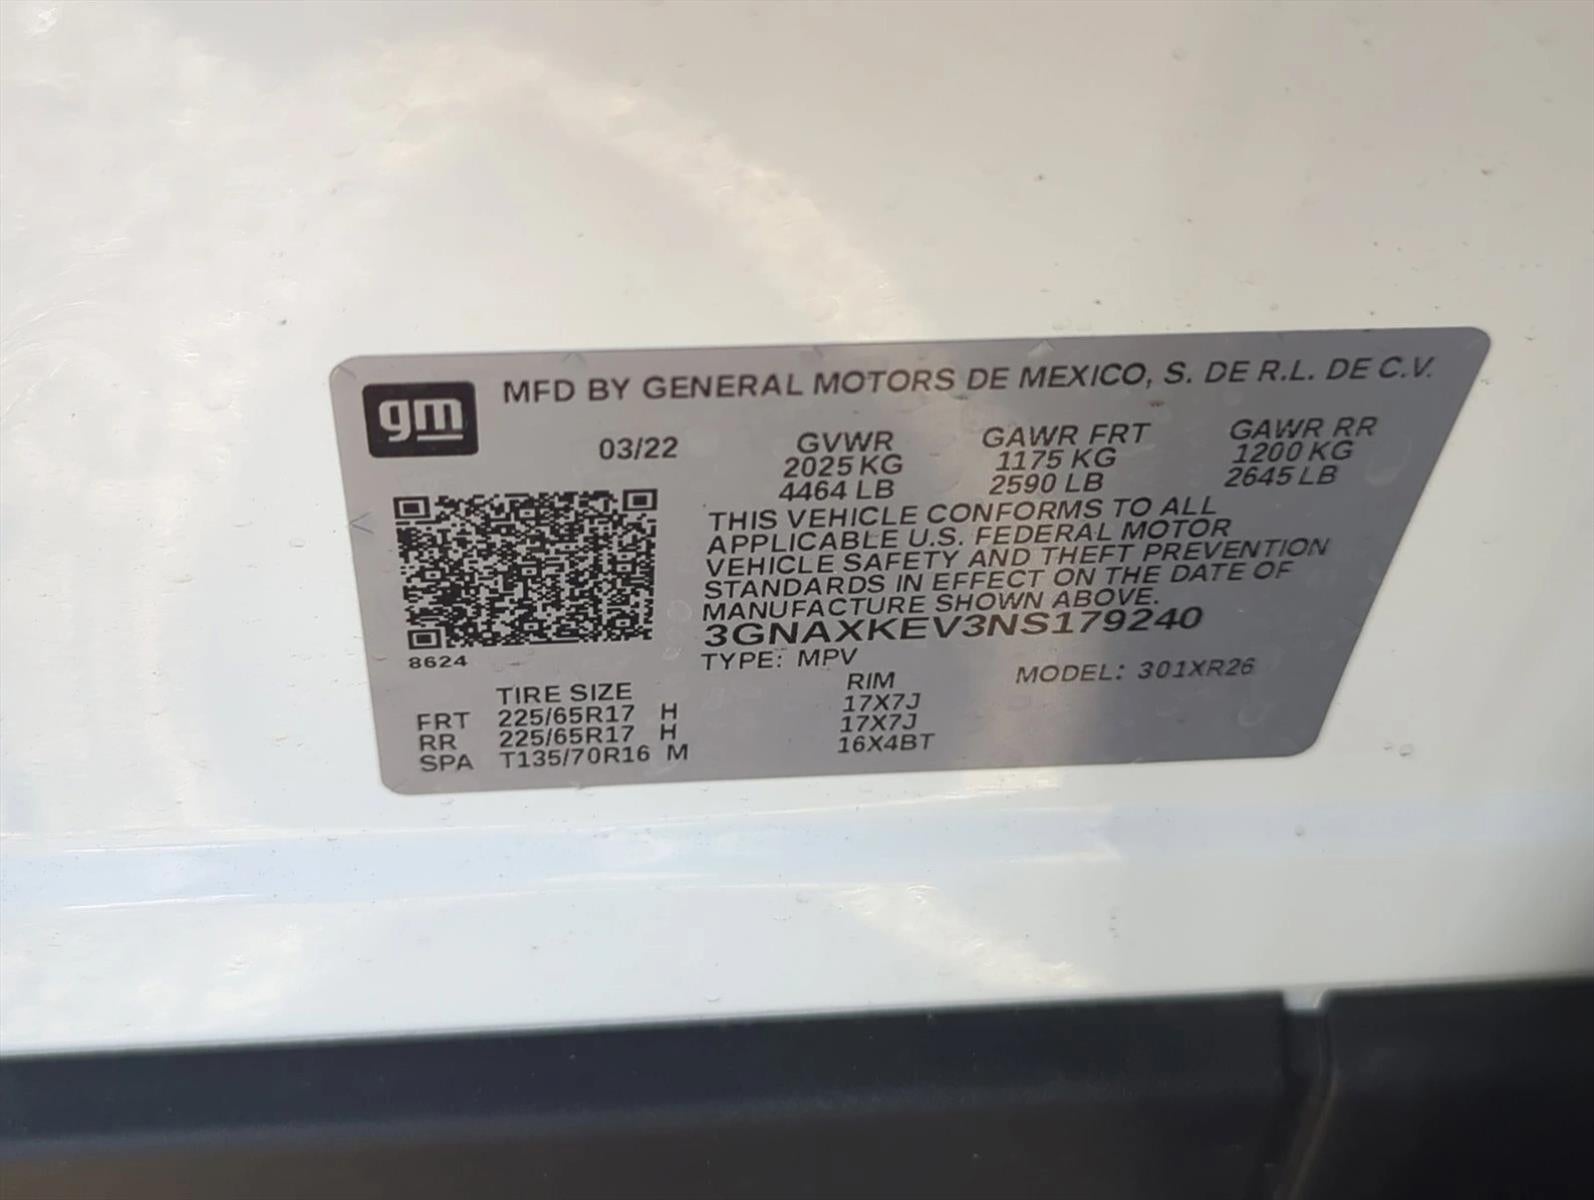 gm
MFD BY GENERAL MOTORS DE MEXICO, S. DE R.L. DE C.V.
03/22 GVWR GAWR FRT GAWR RR
2025 KG 1175 KG 1200 KG
4464 LB 2590 LB 2645 LB
THIS VEHICLE CONFORMS TO ALL
APPLICABLE U.S. FEDERAL MOTOR
VEHICLE SAFETY AND THEFT PREVENTION
STANDARDS IN EFFECT ON THE DATE OF
MANUFACTURE SHOWN ABOVE.
3GNAXKEV3NS179240
8624
TYPE: MPV MODEL: 301XR26
TIRE SIZE RIM
FRT 225/65R17 H 17X7J
RR 225/65R17 H 17X7J
SPA T135/70R16 M 16X4BT